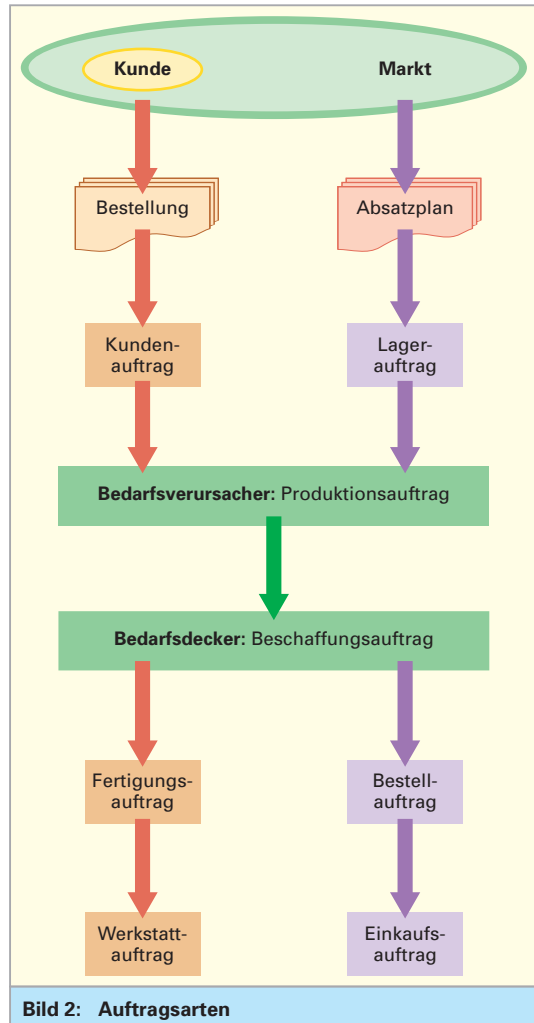 Kunde Markt
Bestellung Absatzplan
Kunden- Lager-
auftrag auftrag
Bedarfsverursacher: Produktionsauftrag
Bedarfsdecker: Beschaffungsauftrag
Fertigungs- Bestell-
auftrag auftrag
Werkstatt- Einkaufs-
auftrag auftrag
Bild 2: Auftragsarten